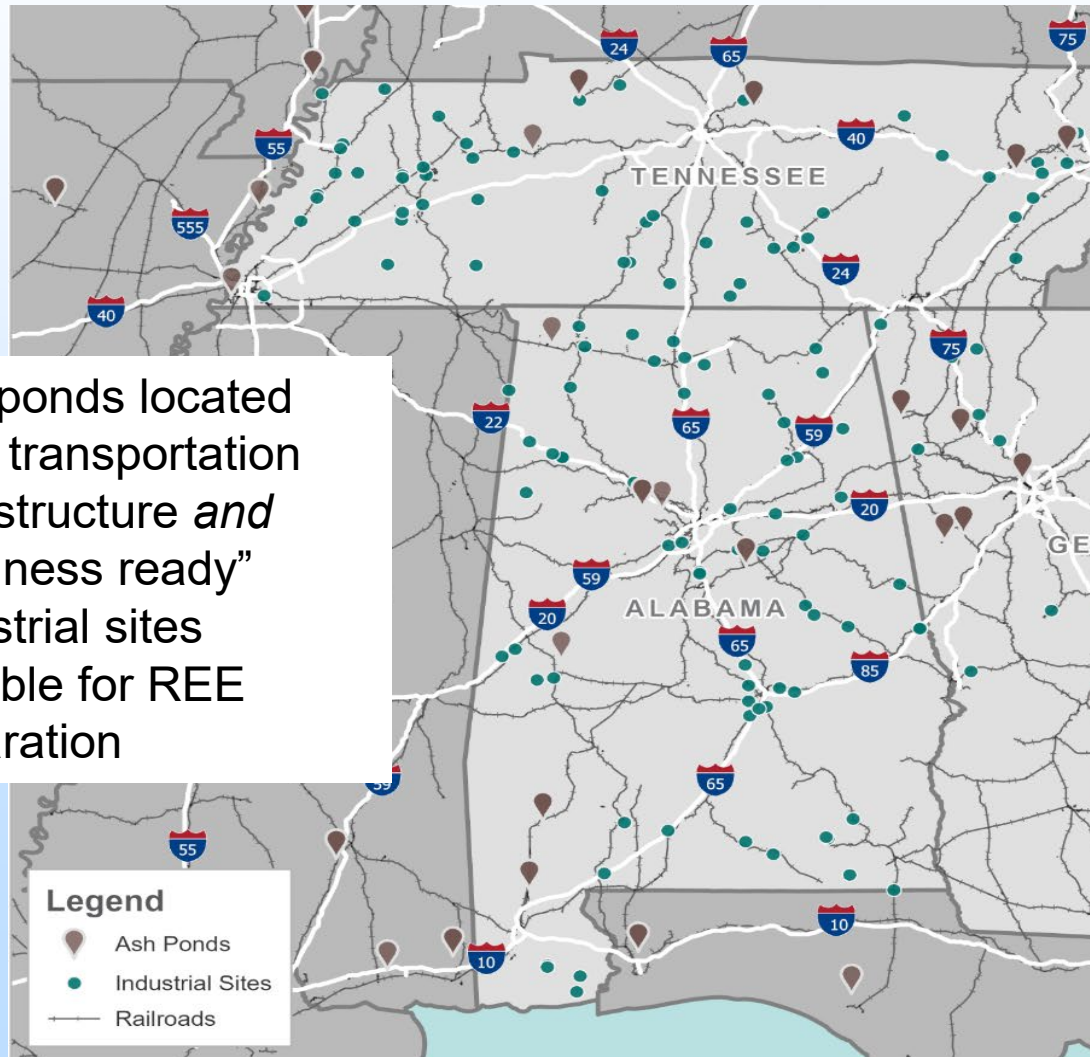 24
65
75
55
40
TENNESSEE
555
24
40
75
22
65
59
ponds located
transportation
structure and
ness ready”
strial sites
ble for REE
ration
20
GE
59
ALABAMA
20
65
85
65
59
55
Legend
Ash Ponds
Industrial Sites
Railroads
10
10